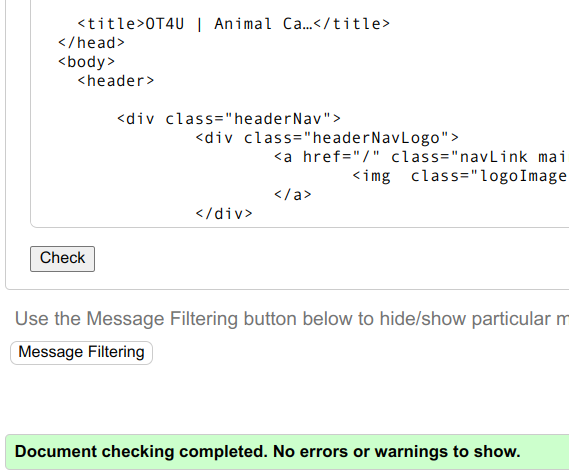 <title>OT4U | Animal Ca…</title>
</head>
<body>
<header>
<div class="headerNav">
<div class="headerNavLogo">
<a href="/" class="navLink mai
<img  class="logoImage
</a>
</div>
Check
Use the Message Filtering button below to hide/show particular m
Message Filtering
Document checking completed. No errors or warnings to show.